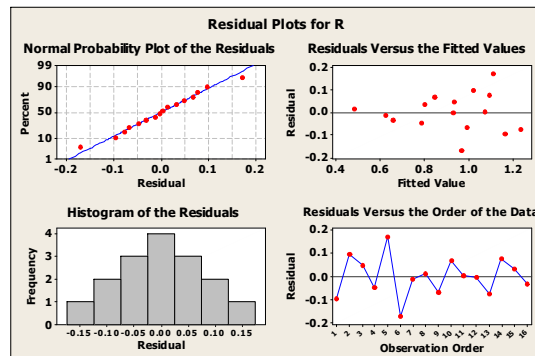 Residual Plots for R
Normal Probability Plot of the Residuals
99
90
50
10
1
Percent
-0.2 -0.1 0.0 0.1 0.2
Residual
Residuals Versus the Fitted Values
0.2
0.1
0.0
-0.1
-0.2
Residual
0.4 0.6 0.8 1.0 1.2
Fitted Value
Histogram of the Residuals
4
3
2
1
0
Frequency
-0.15 -0.10 -0.05 0.00 0.05 0.10 0.15
Residual
Residuals Versus the Order of the Data
0.2
0.1
0.0
-0.1
-0.2
Residual
1 2 3 4 5 6 7 8 9 10 11 12 13 14 15 16
Observation Order